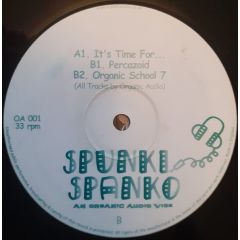 A1. It's Time For...
B1. Percazoid
B2. Organic School 7
(All Tracks by Organic Audio)
OA 001
33 rpm
SPUNKI
SPANKO
AN ORGANIC AUDIO VIBE
B